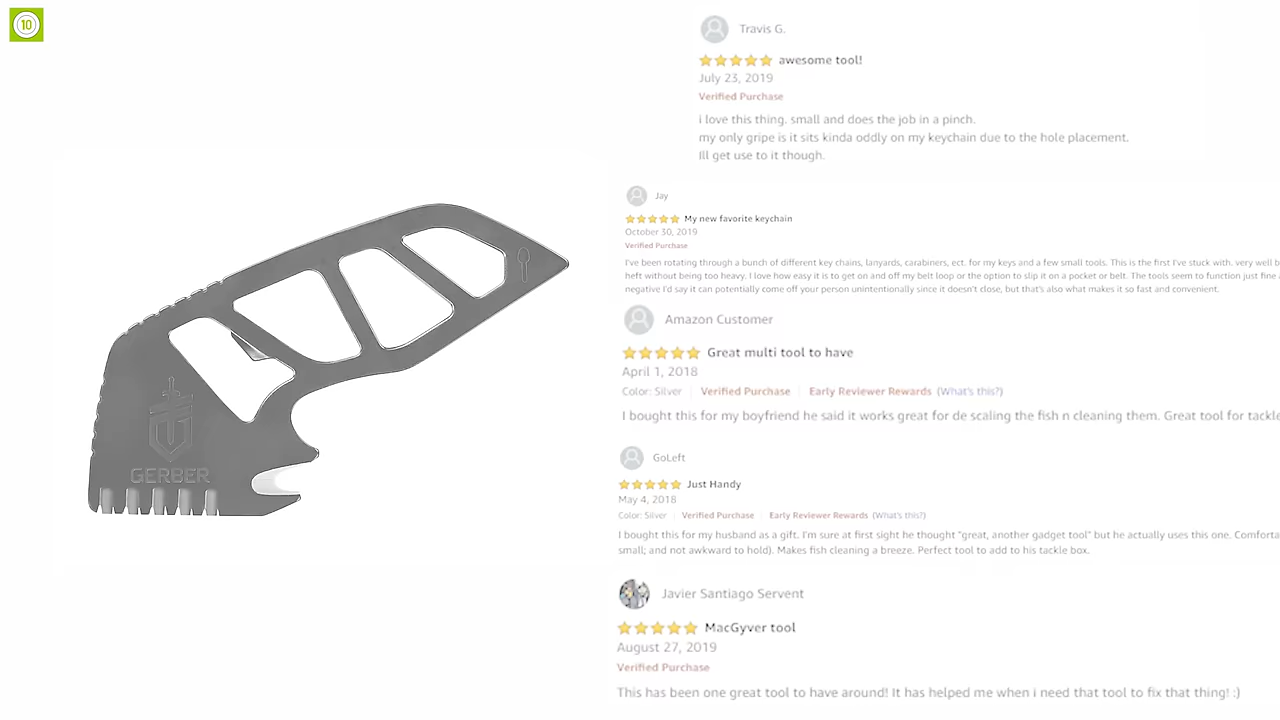 10
GERBER
Travis G.
awesome tool!
July 23, 2019
Verified Purchase
i love this thing. small and does the job in a pinch.
my only gripe is it sits kinda oddly on my keychain due to the hole placement.
Ill get use to it though.
Jay
My new favorite keychain
October 30, 2019
Verified Purchase
I've been rotating through a bunch of different key chains, lanyards, carabiners, ect. for my keys and a few small tools. This is the first I've stuck with. very well b
heft without being too heavy. I love how easy it is to get on and off my belt loop or the option to slip it on a pocket or belt. The tools seem to function just fine a
negative I'd say it can potentially come off your person unintentionally since it doesn't close, but that's also what makes it so fast and convenient.
Amazon Customer
Great multi tool to have
April 1, 2018
Color: Silver Verified Purchase Early Reviewer Rewards (What's this?)
I bought this for my boyfriend he said it works great for de scaling the fish n cleaning them. Great tool for tackle
GoLeft
Just Handy
May 4, 2018
Color: Silver Verified Purchase Early Reviewer Rewards (What's this?)
I bought this for my husband as a gift. I'm sure at first sight he thought "great, another gadget tool" but he actually uses this one. Comforta
small; and not awkward to hold). Makes fish cleaning a breeze. Perfect tool to add to his tackle box.
Javier Santiago Servent
MacGyver tool
August 27, 2019
Verified Purchase
This has been one great tool to have around! It has helped me when i need that tool to fix that thing! :)